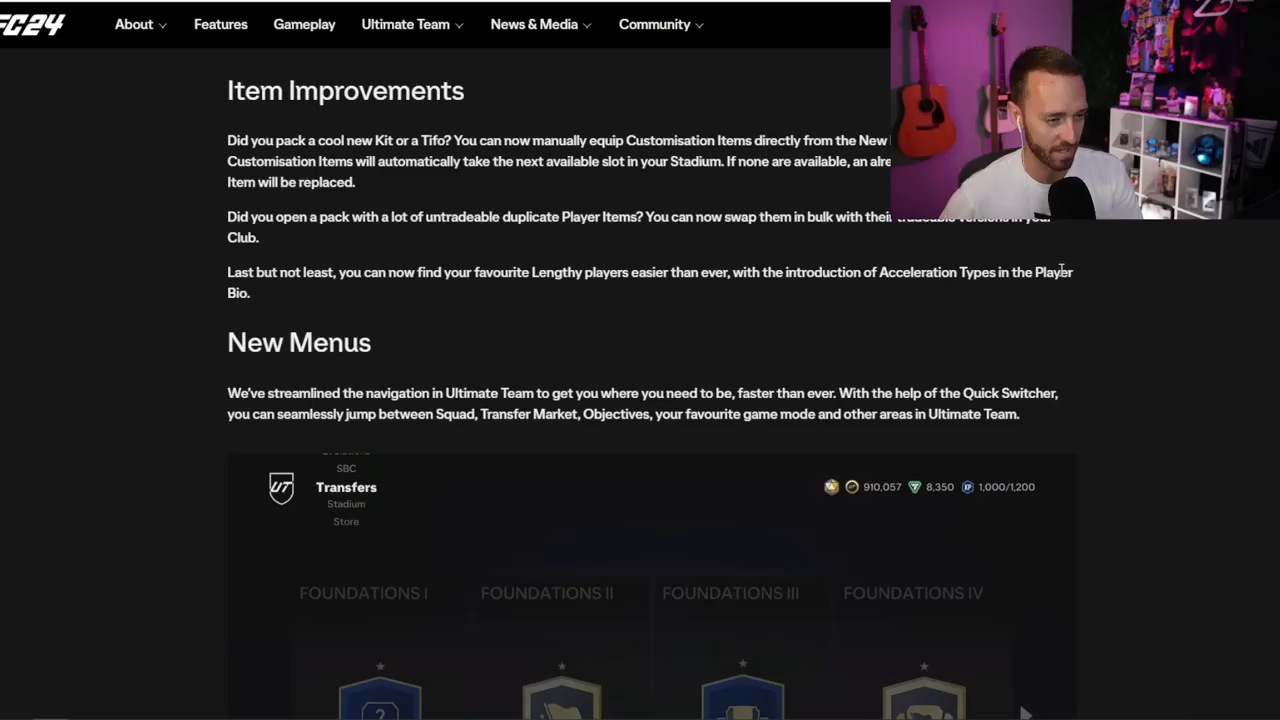 FC24 About Features Gameplay Ultimate Team News & Media Community
Item Improvements
Did you pack a cool new Kit or a Tifo? You can now manually equip Customisation Items directly from the New
Customisation Items will automatically take the next available slot in your Stadium. If none are available, an
Item will be replaced.
Did you open a pack with a lot of untradeable duplicate Player Items? You can now swap them in bulk with their tradeable versions in your
Club.
Last but not least, you can now find your favourite Lengthy players easier than ever, with the introduction of Acceleration Types in the Player
Bio.
New Menus
We've streamlined the navigation in Ultimate Team to get you where you need to be, faster than ever. With the help of the Quick Switcher,
you can seamlessly jump between Squad, Transfer Market, Objectives, your favourite game mode and other areas in Ultimate Team.
SBC
UT Transfers 910,057 8,350 1,000/1,200
Stadium
Store
FOUNDATIONS I FOUNDATIONS II FOUNDATIONS III FOUNDATIONS IV